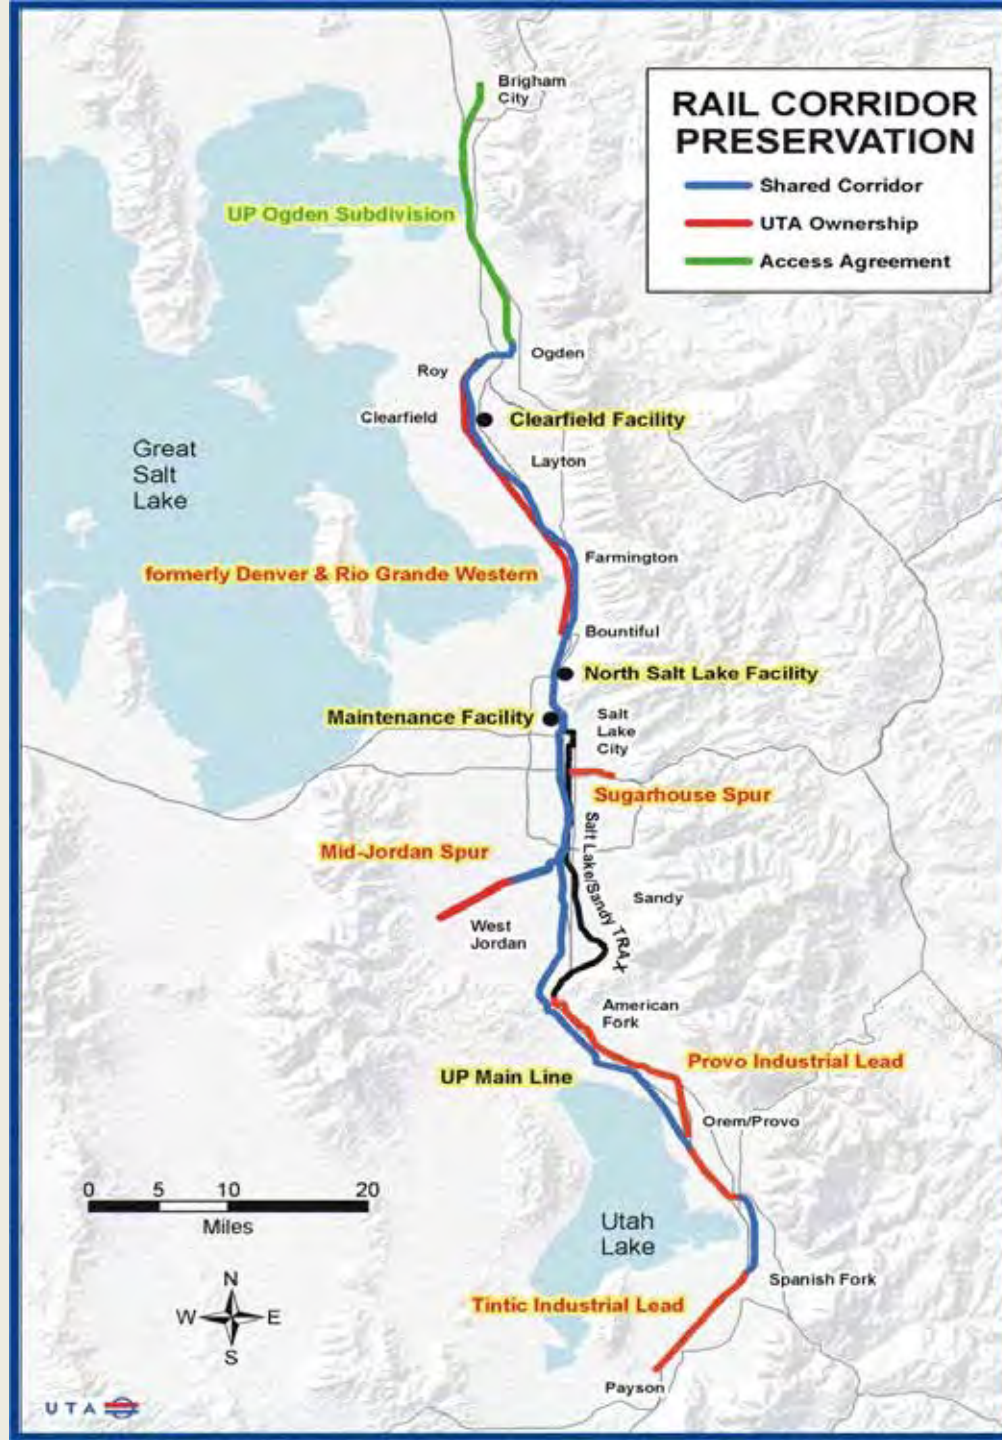 Brigham
City
RAIL CORRIDOR
PRESERVATION
Shared Corridor
UTA Ownership
Access Agreement
UP Ogden Subdivision
Ogden
Roy
Clearfield
Clearfield Facility
Great
Salt
Lake
Layton
Farmington
formerly Denver & Rio Grande Western
Bountiful
North Salt Lake Facility
Maintenance Facility
Salt
Lake
City
Sugarhouse Spur
Salt Lake/Sandy TRAX
Mid-Jordan Spur
Sandy
West
Jordan
American
Fork
Provo Industrial Lead
UP Main Line
Orem/Provo
0 5 10 20
Miles
Utah
Lake
N
W E
S
Spanish Fork
Tintic Industrial Lead
Payson
UTA